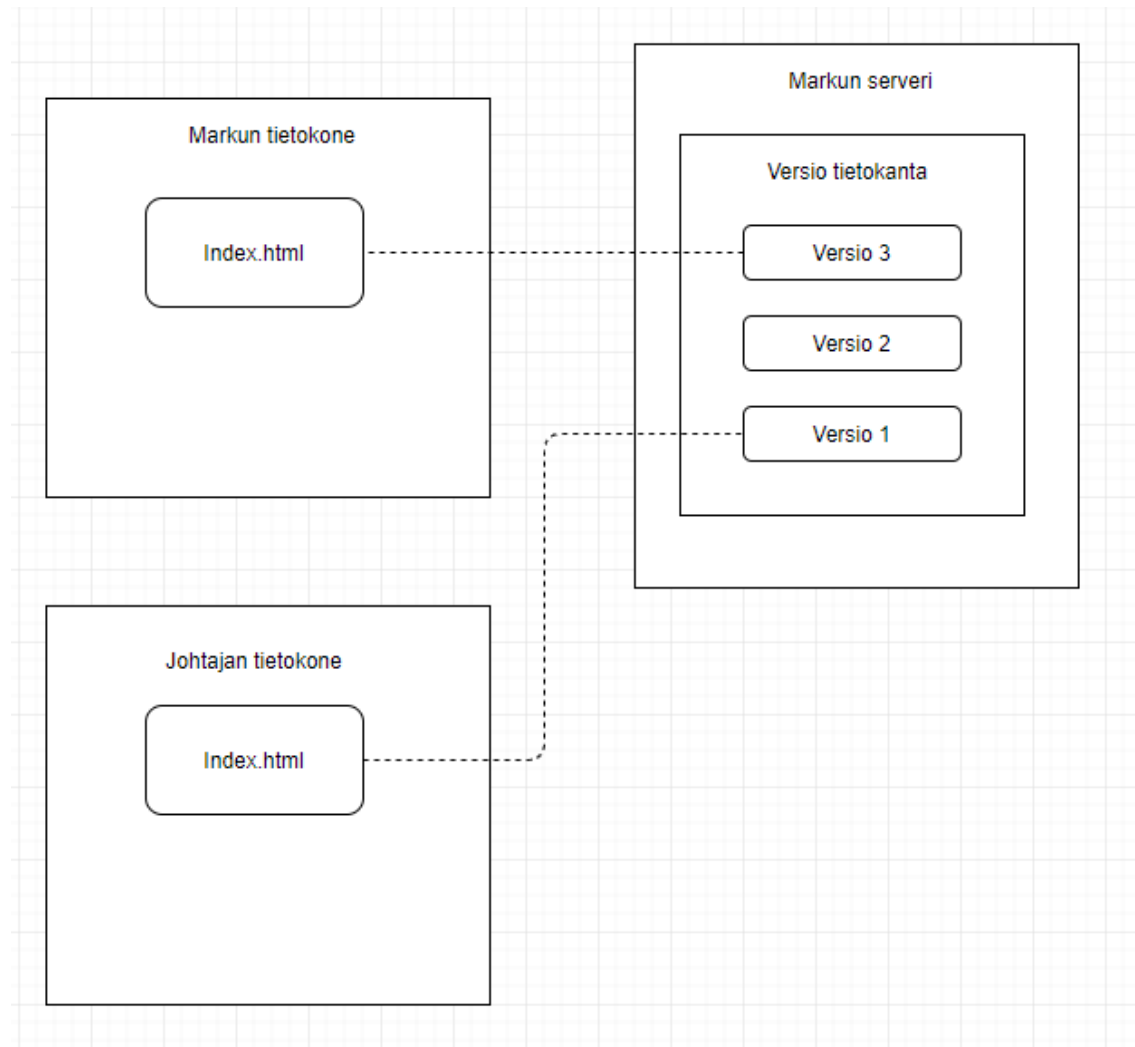 Markun serveri
Markun tietokone
Versio tietokanta
Index.html
Versio 3
Versio 2
Versio 1
Johtajan tietokone
Index.html